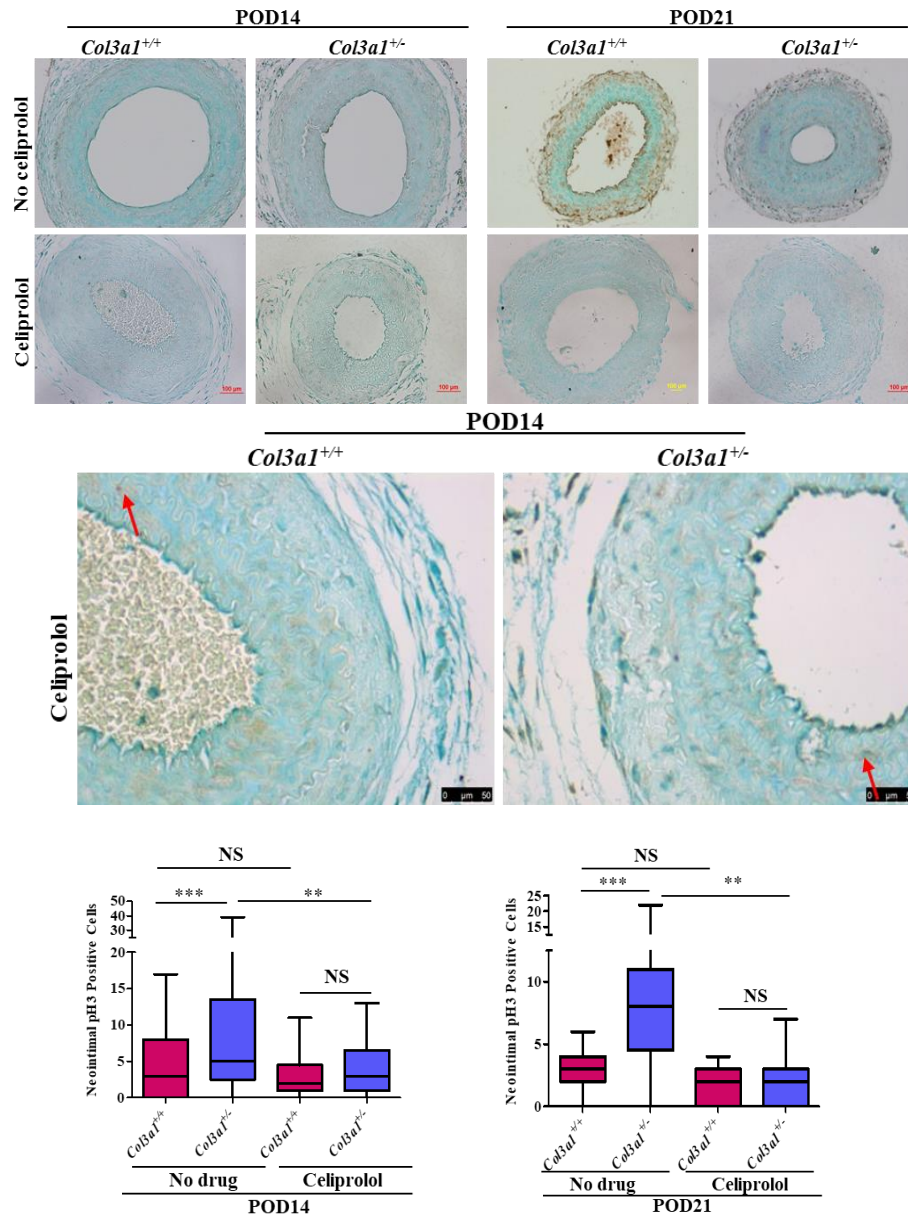 POD14 POD21
Col3a1+/+ Col3a1+/- Col3a1+/+ Col3a1+/-
No celiprolol
Celiprolol
100 µm 100 µm 100 µm 100 µm
POD14
Col3a1+/+ Col3a1+/-
Celiprolol
0 µm 50 0 µm 5
NS
*** **
NS
Neointimal pH3 Positive Cells
50
40
30
20
15
10
5
0
Col3a1+/+ Col3a1+/- Col3a1+/+ Col3a1+/-
No drug Celiprolol
POD14
NS
*** **
NS
Neointimal pH3 Positive Cells
25
20
15
10
5
0
Col3a1+/+ Col3a1+/- Col3a1+/+ Col3a1+/-
No drug Celiprolol
POD21